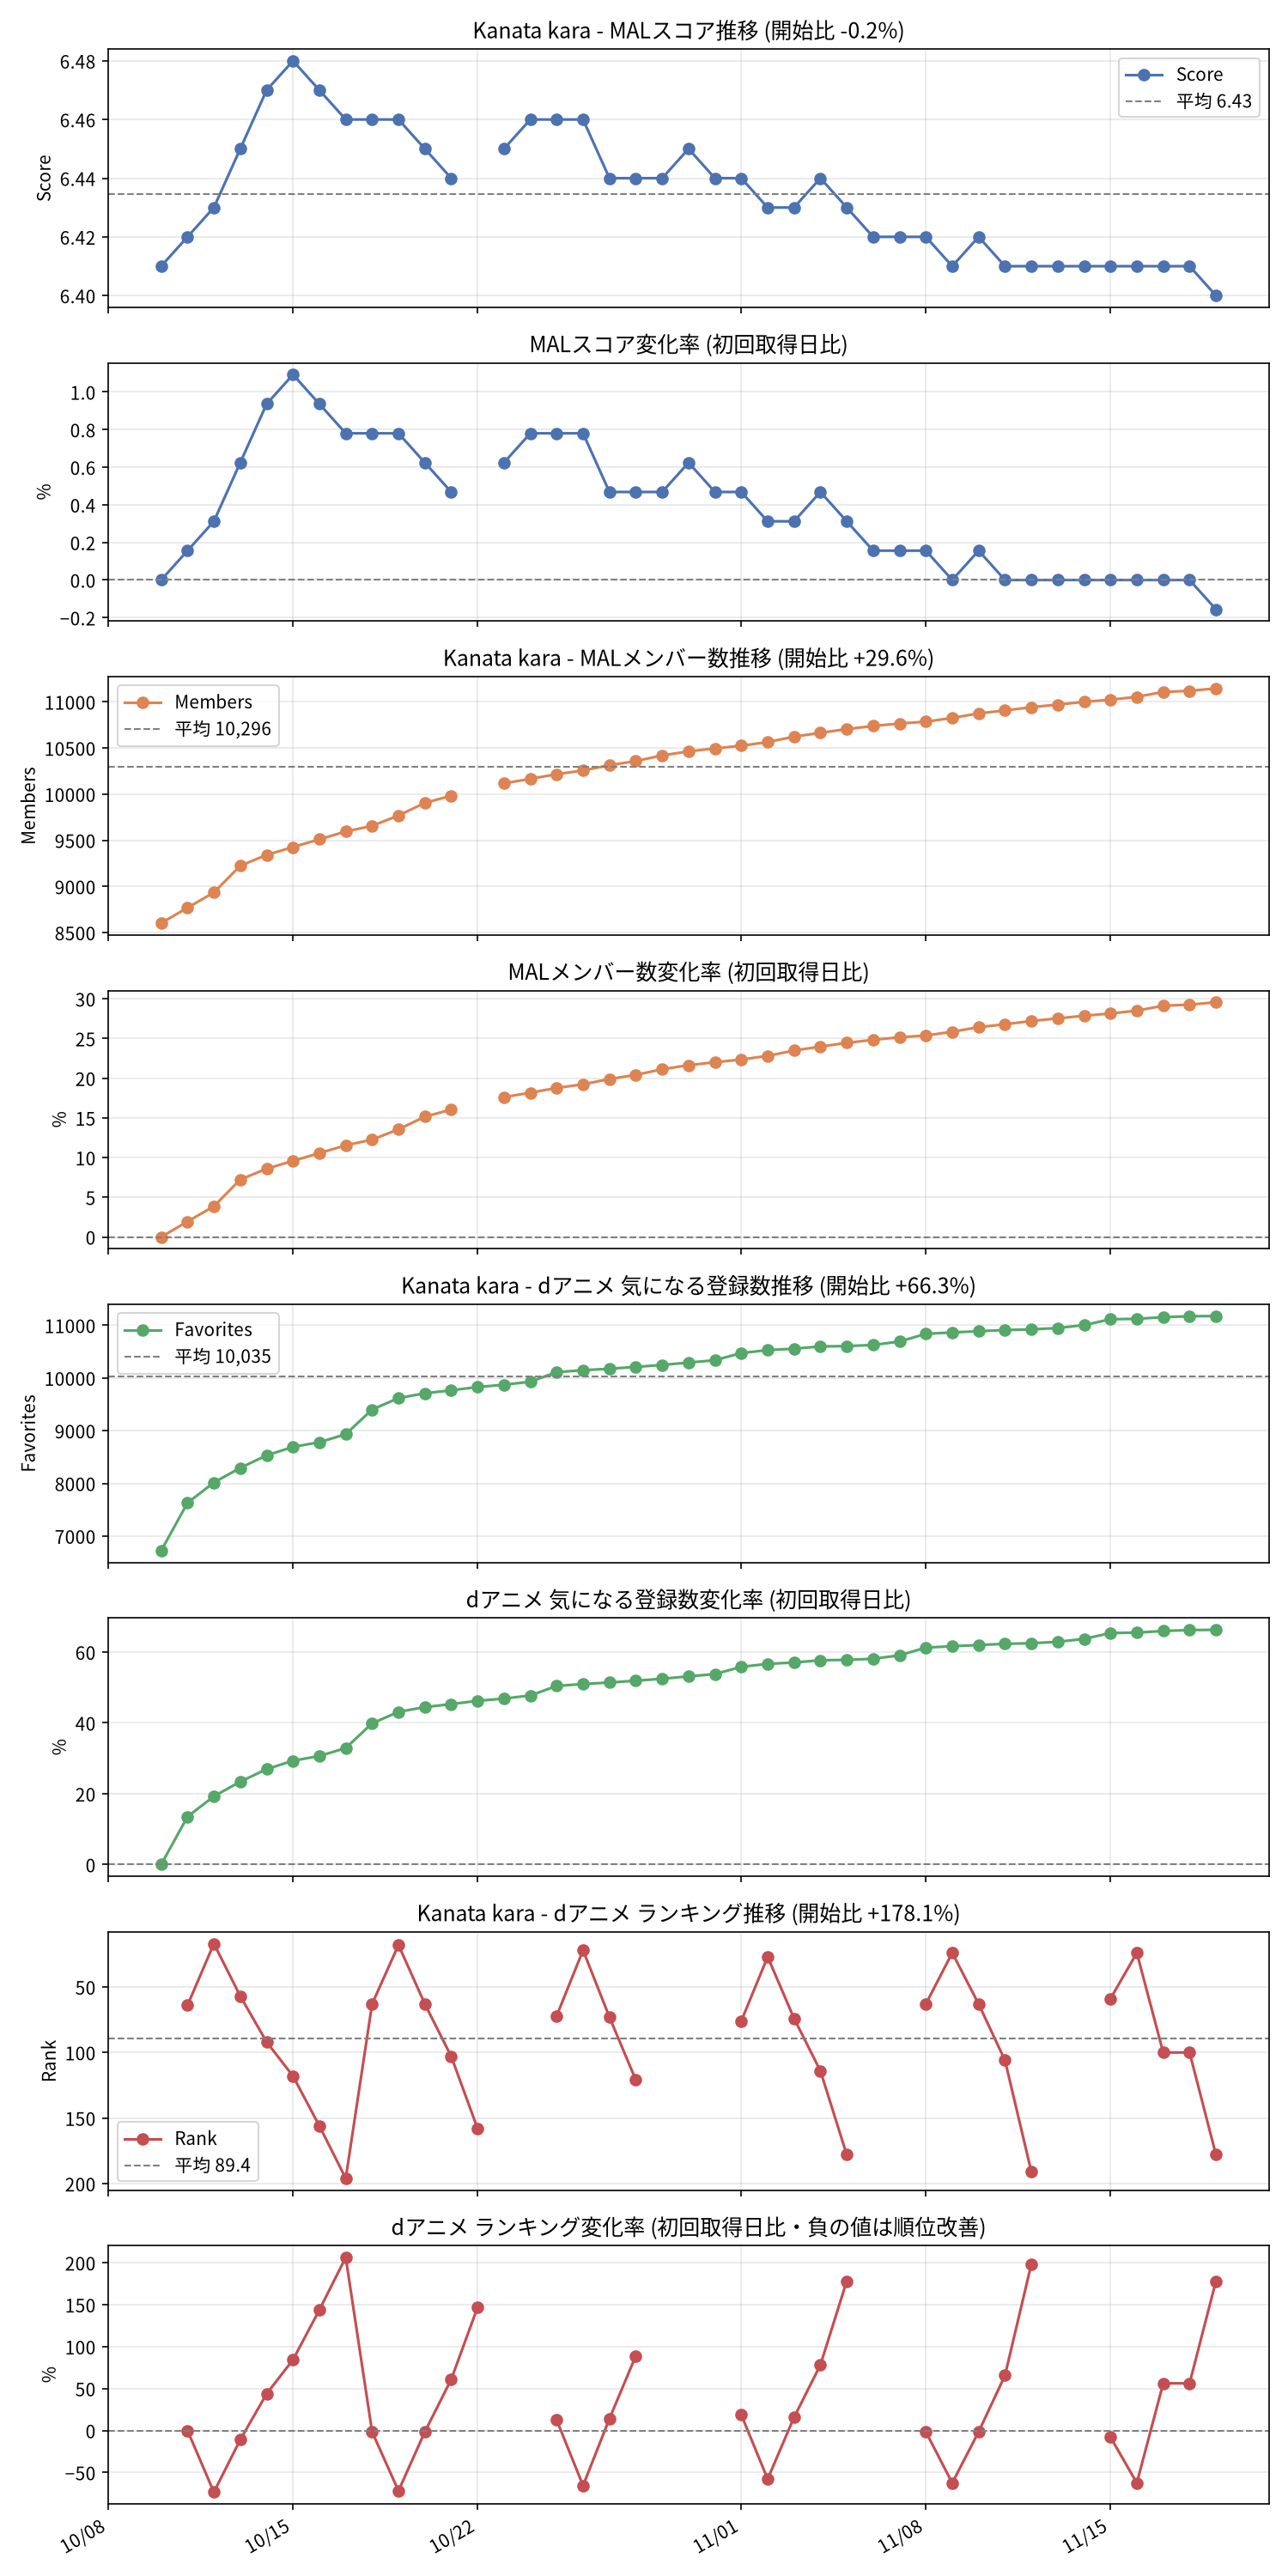 Kanata kara - MALスコア推移 (開始比 -0.2%)
Score
6.48
6.46
6.44
6.42
6.40
Score
平均 6.43
MALスコア変化率 (初回取得日比)
%
1.0
0.8
0.6
0.4
0.2
0.0
−0.2
Kanata kara - MALメンバー数推移 (開始比 +29.6%)
Members
11000
10500
10000
9500
9000
8500
Members
平均 10,296
MALメンバー数変化率 (初回取得日比)
%
30
25
20
15
10
5
0
Kanata kara - dアニメ 気になる登録数推移 (開始比 +66.3%)
Favorites
11000
10000
9000
8000
7000
Favorites
平均 10,035
dアニメ 気になる登録数変化率 (初回取得日比)
%
60
40
20
0
Kanata kara - dアニメ ランキング推移 (開始比 +178.1%)
Rank
50
100
150
200
Rank
平均 89.4
dアニメ ランキング変化率 (初回取得日比・負の値は順位改善)
%
200
150
100
50
0
−50
10/08
10/15
10/22
11/01
11/08
11/15